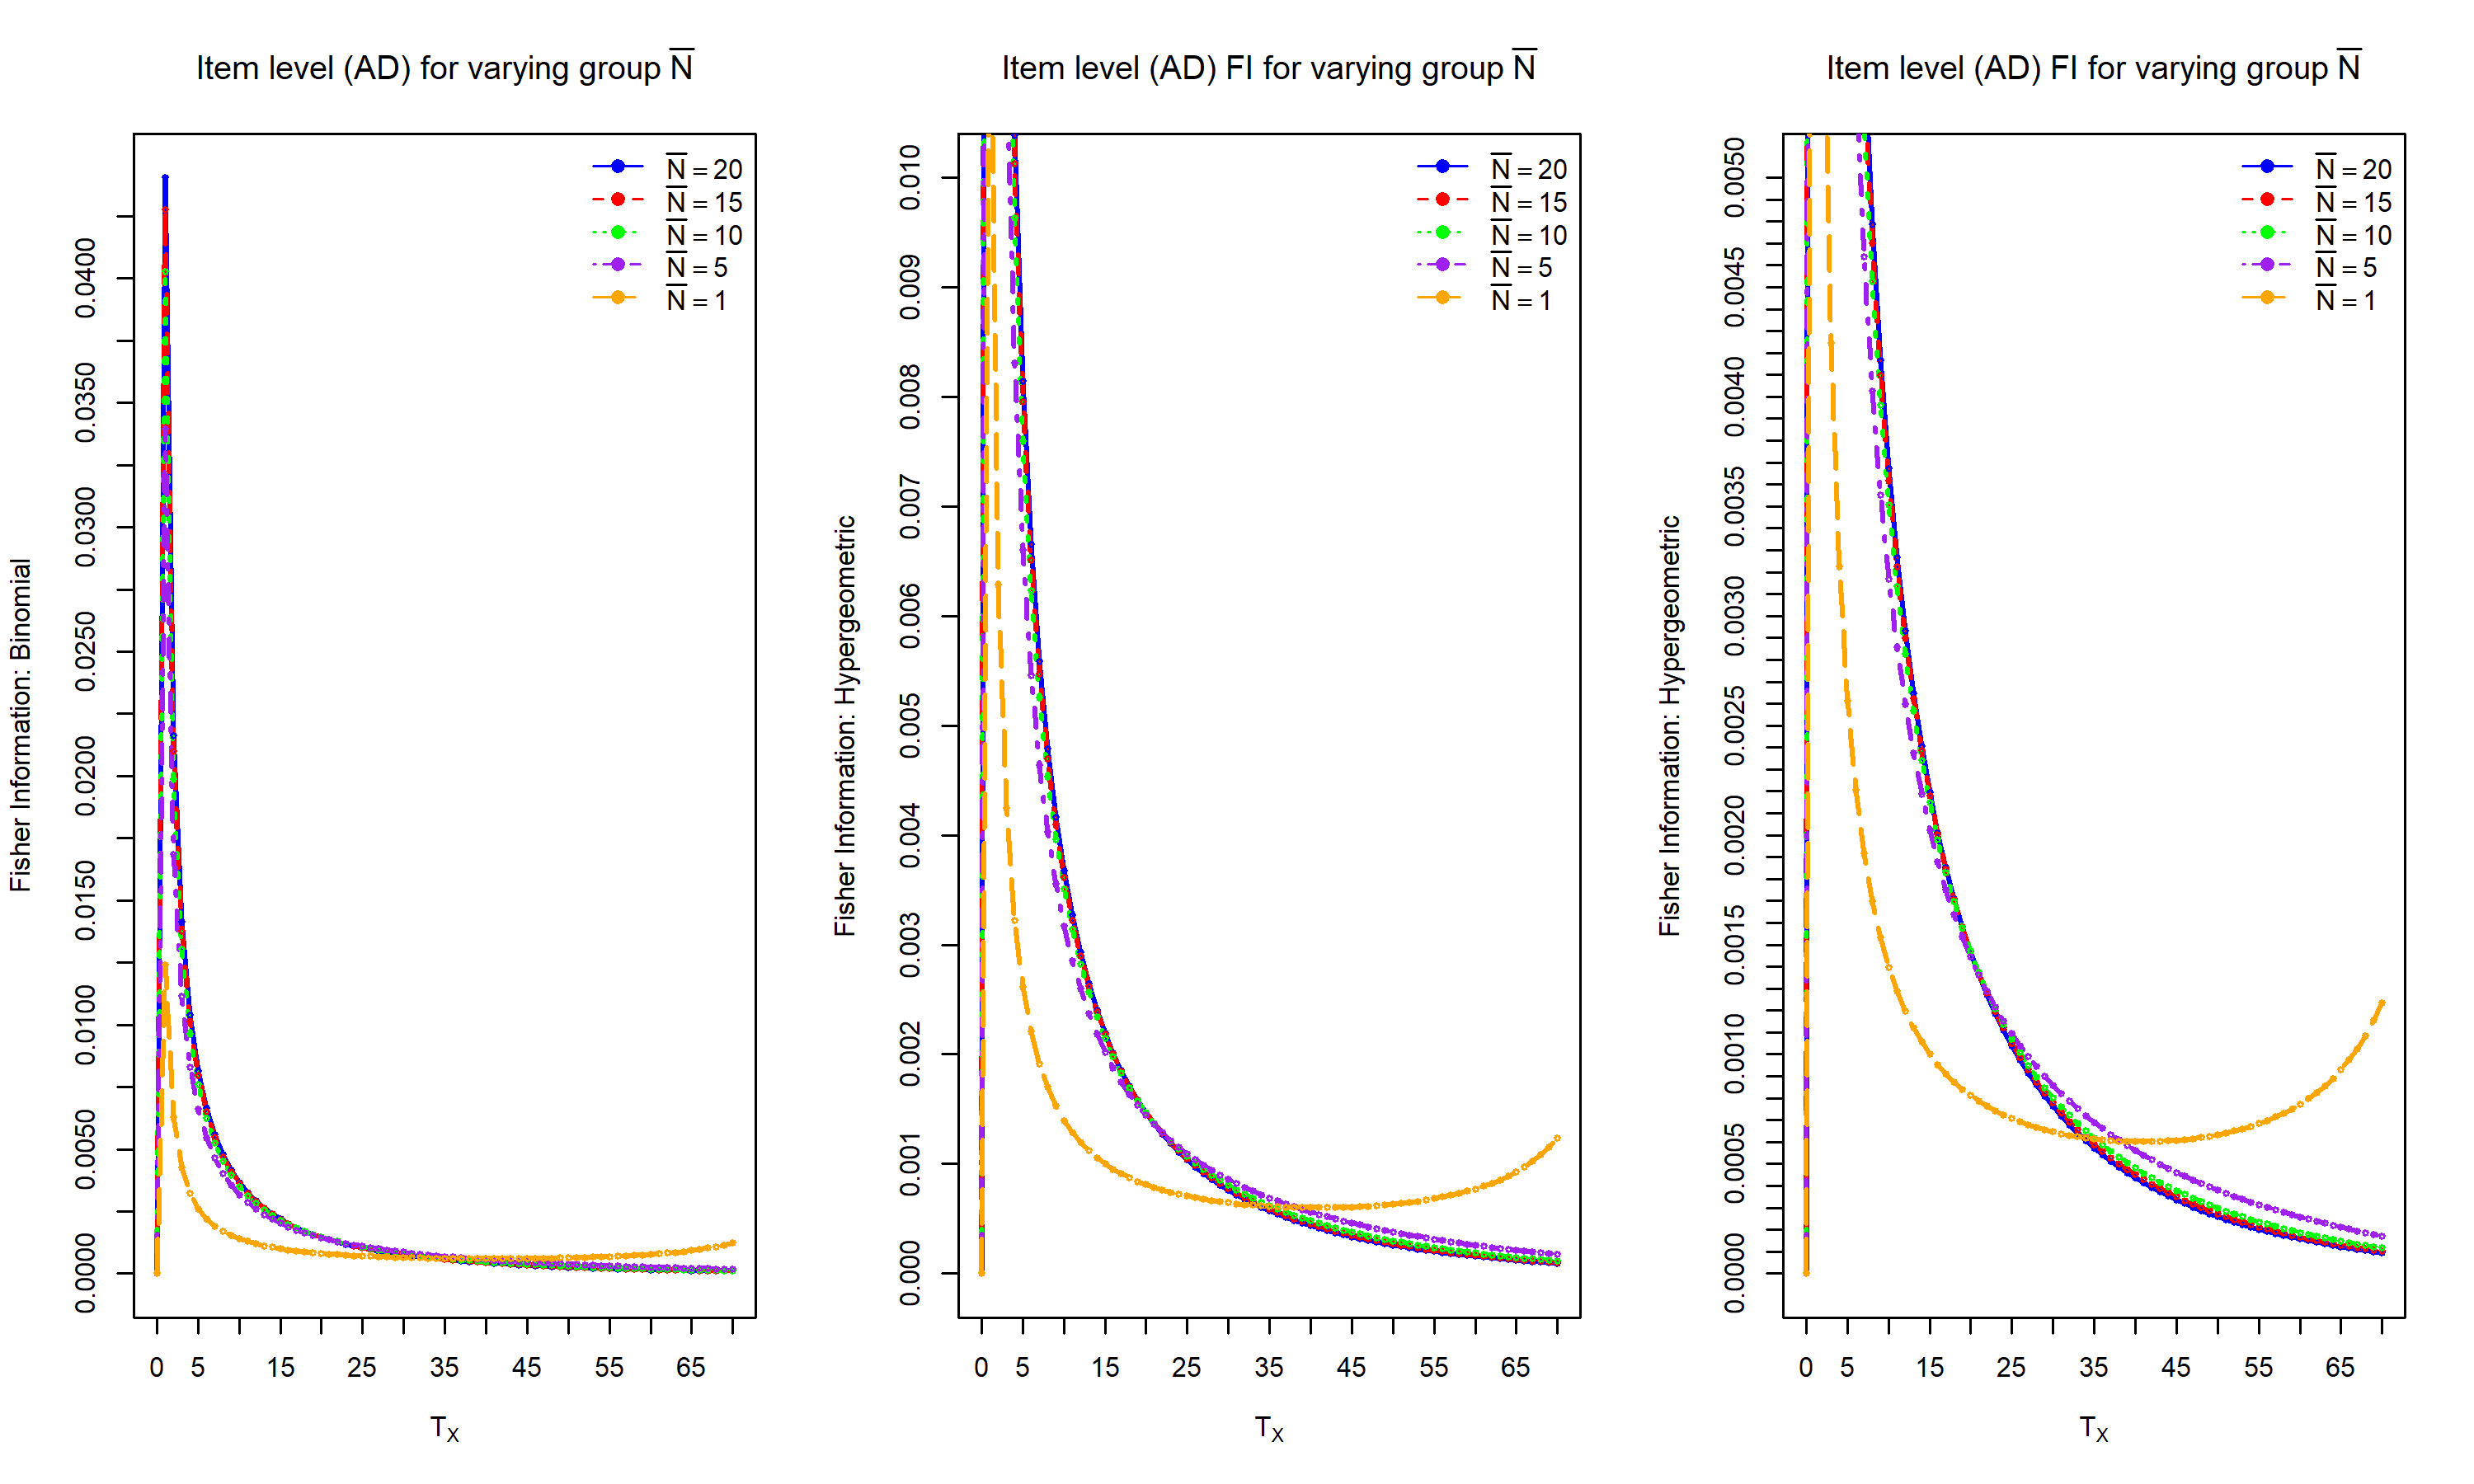 Item level (AD) for varying group N̅
N̅ = 20
N̅ = 15
N̅ = 10
N̅ = 5
N̅ = 1
Fisher Information: Binomial
0.0400
0.0350
0.0300
0.0250
0.0200
0.0150
0.0100
0.0050
0.0000
0 5 15 25 35 45 55 65
T_X
Item level (AD) FI for varying group N̅
N̅ = 20
N̅ = 15
N̅ = 10
N̅ = 5
N̅ = 1
Fisher Information: Hypergeometric
0.010
0.009
0.008
0.007
0.006
0.005
0.004
0.003
0.002
0.001
0.000
0 5 15 25 35 45 55 65
T_X
Item level (AD) FI for varying group N̅
N̅ = 20
N̅ = 15
N̅ = 10
N̅ = 5
N̅ = 1
Fisher Information: Hypergeometric
0.0050
0.0045
0.0040
0.0035
0.0030
0.0025
0.0020
0.0015
0.0010
0.0005
0.0000
0 5 15 25 35 45 55 65
T_X